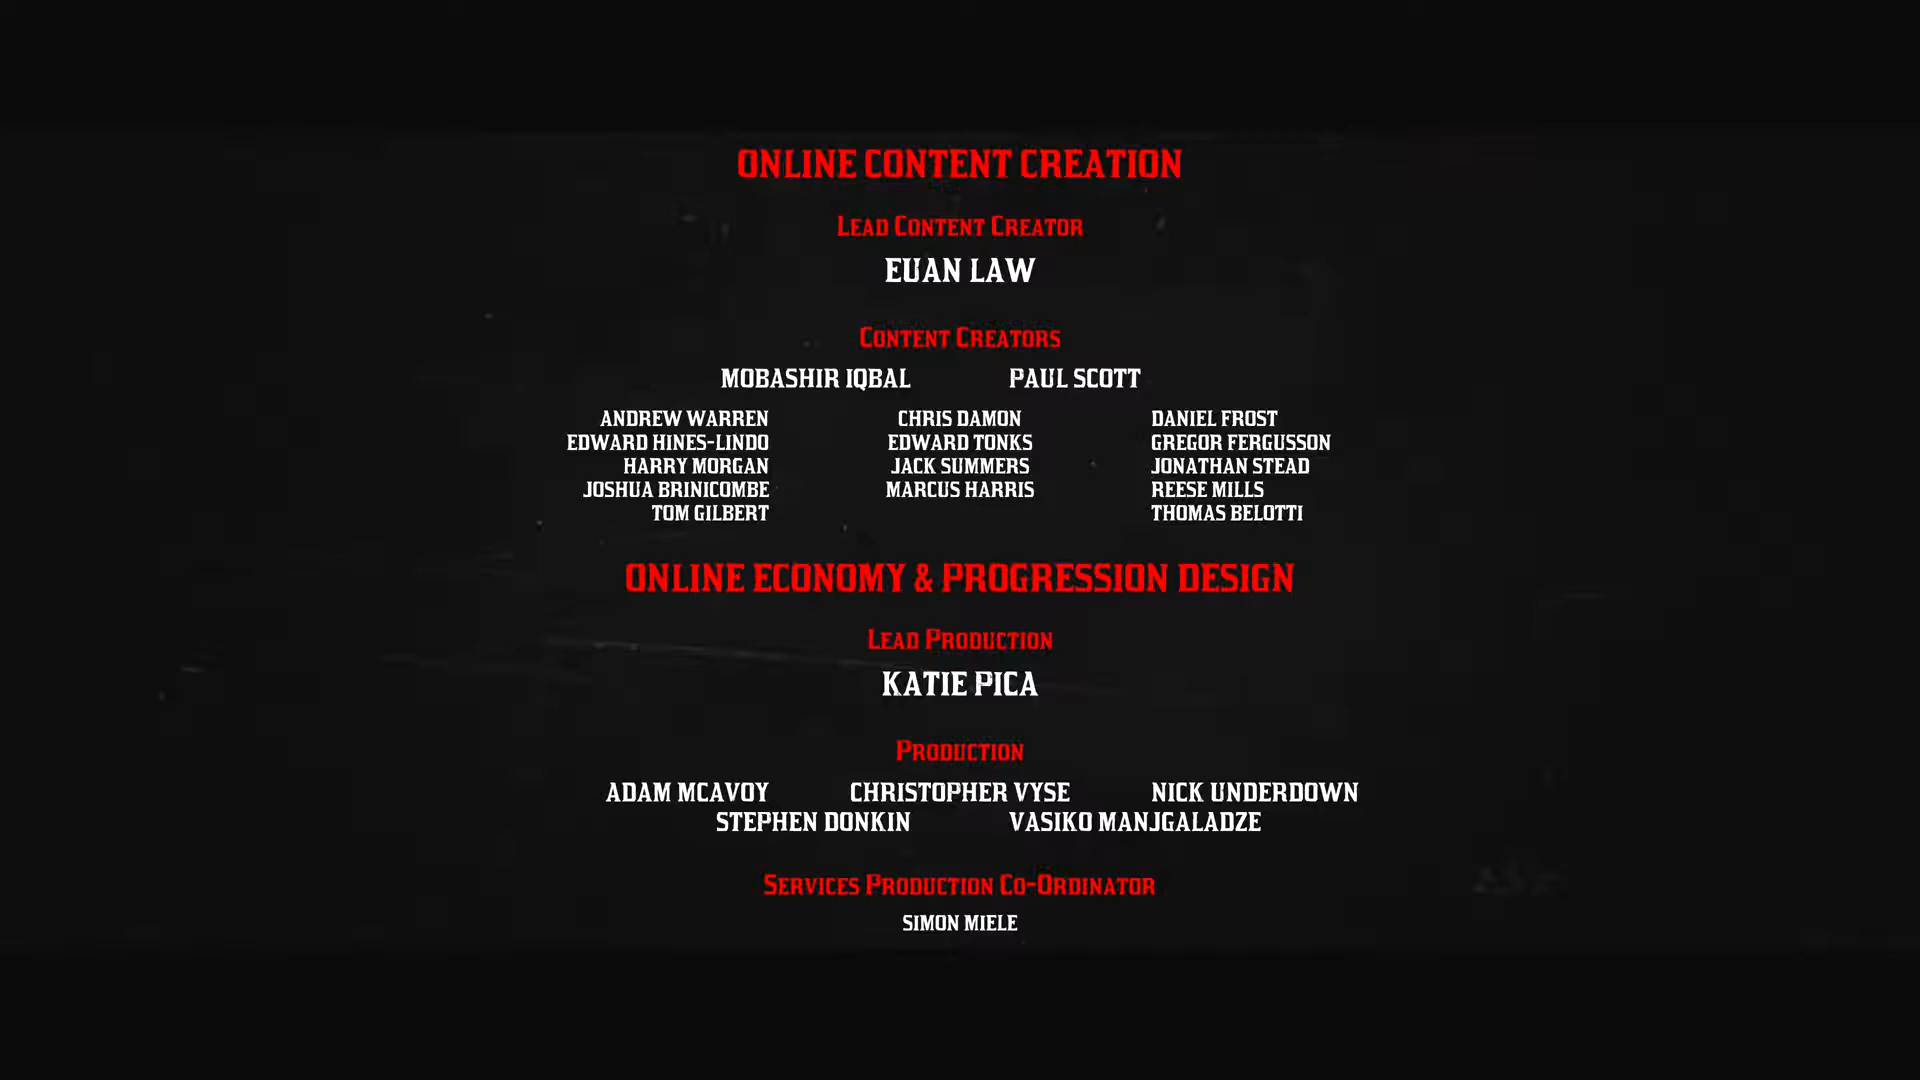 ONLINE CONTENT CREATION
LEAD CONTENT CREATOR
EUAN LAW
CONTENT CREATORS
MOBASHIR IQBAL PAUL SCOTT
ANDREW WARREN CHRIS DAMON DANIEL FROST
EDWARD HINES-LINDO EDWARD TONKS GREGOR FERGUSSON
HARRY MORGAN JACK SUMMERS JONATHAN STEAD
JOSHUA BRINICOMBE MARCUS HARRIS REESE MILLS
TOM GILBERT THOMAS BELOTTI
ONLINE ECONOMY & PROGRESSION DESIGN
LEAD PRODUCTION
KATIE PICA
PRODUCTION
ADAM MCAVOY CHRISTOPHER VYSE NICK UNDERDOWN
STEPHEN DONKIN VASIKO MANJGALADZE
SERVICES PRODUCTION CO-ORDINATOR
SIMON MIELE